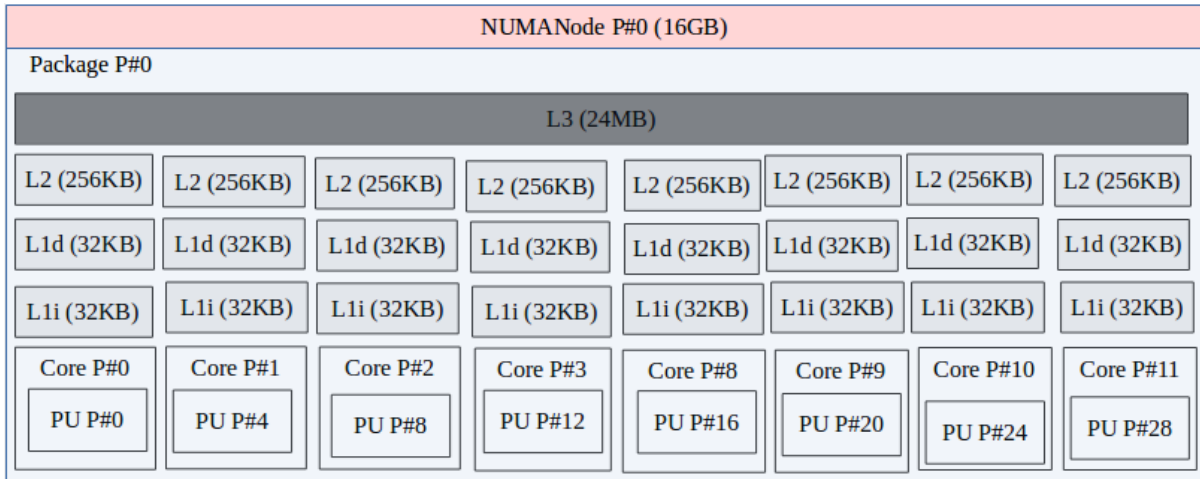 NUMANode P#0 (16GB)
Package P#0
L3 (24MB)
L2 (256KB) L2 (256KB) L2 (256KB) L2 (256KB) L2 (256KB) L2 (256KB) L2 (256KB) L2 (256KB)
L1d (32KB) L1d (32KB) L1d (32KB) L1d (32KB) L1d (32KB) L1d (32KB) L1d (32KB) L1d (32KB)
L1i (32KB) L1i (32KB) L1i (32KB) L1i (32KB) L1i (32KB) L1i (32KB) L1i (32KB) L1i (32KB)
Core P#0 Core P#1 Core P#2 Core P#3 Core P#8 Core P#9 Core P#10 Core P#11
PU P#0 PU P#4 PU P#8 PU P#12 PU P#16 PU P#20 PU P#24 PU P#28